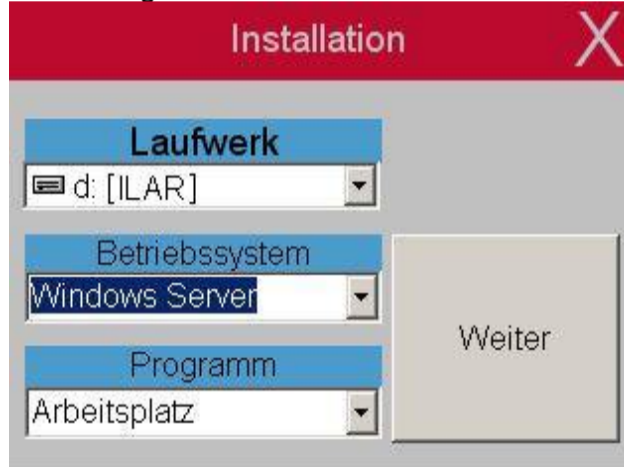 Installation X
Laufwerk
d: [ILAR]
Betriebssystem
Windows Server
Weiter
Programm
Arbeitsplatz